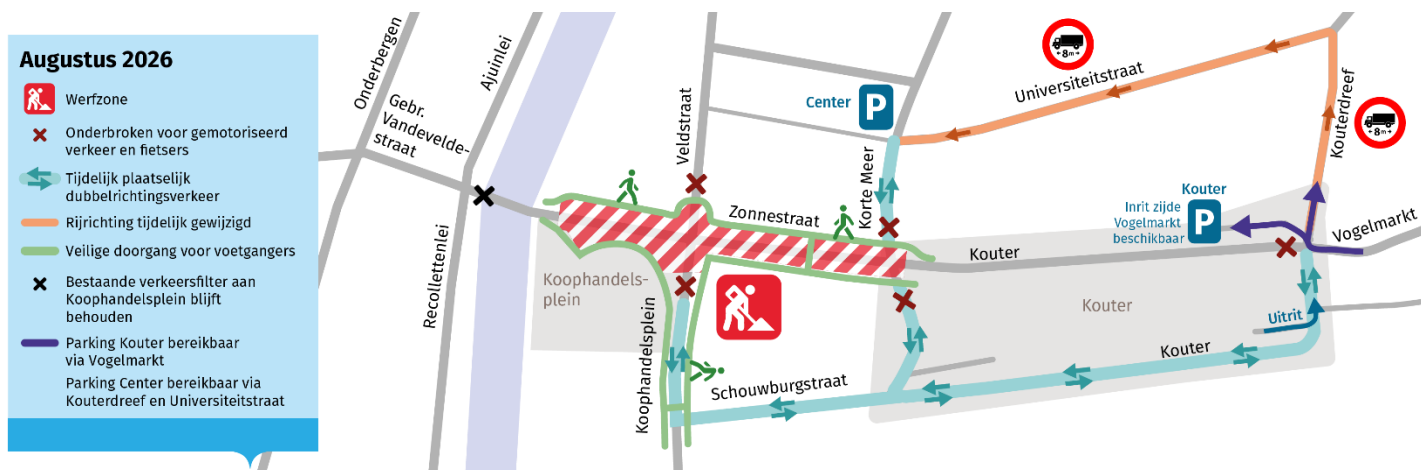 Augustus 2026
Werfzone
Onderbroken voor gemotoriseerd
verkeer en fietsers
Tijdelijk plaatselijk
dubbelrichtingsverkeer
Rijrichting tijdelijk gewijzigd
Veilige doorgang voor voetgangers
Bestaande verkeersfilter aan
Koophandelsplein blijft
behouden
Parking Kouter bereikbaar
via Vogelmarkt
Parking Center bereikbaar via
Kouterdreef en Universiteitstraat
Onderbergen
Ajuinlei
Gebr.
Vandevelde-
straat
Recollettenlei
Veldstraat
Center
P
Korte Meer
Universiteitstraat
8m
Kouterdreef
8m
Zonnestraat
Koophandels-
plein
Koophandelsplein
Kouter
Inrit zijde
Vogelmarkt
beschikbaar
P
Vogelmarkt
Kouter
Kouter
Uitrit
Kouter
Schouwburgstraat